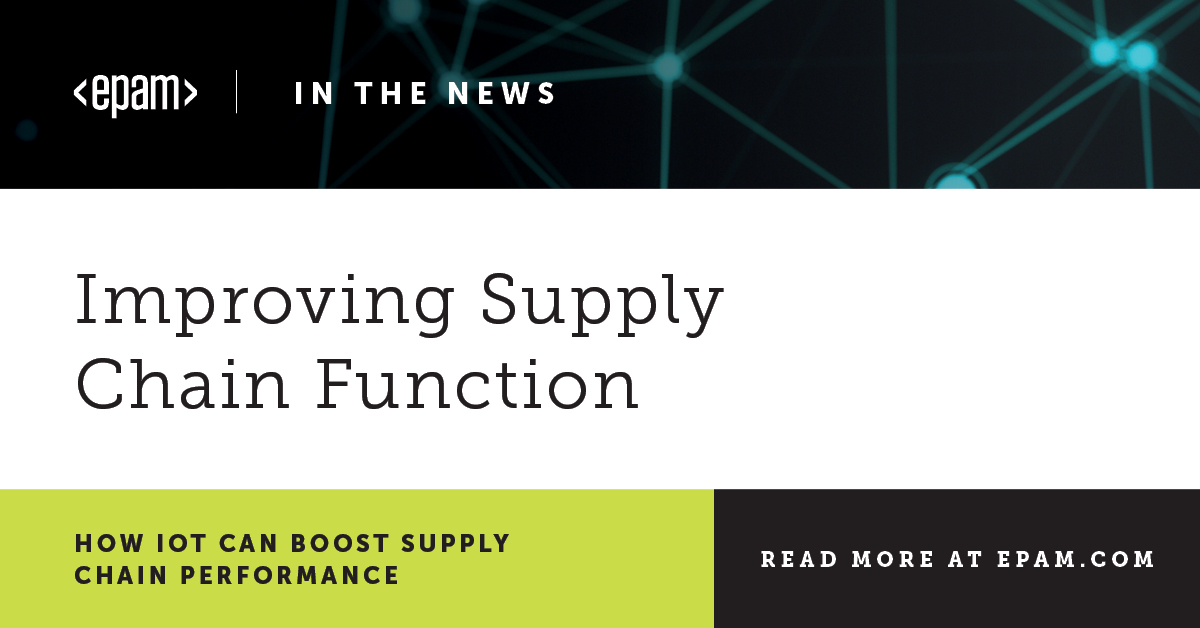 <epam> | IN THE NEWS
Improving Supply
Chain Function
HOW IOT CAN BOOST SUPPLY
CHAIN PERFORMANCE
READ MORE AT EPAM.COM